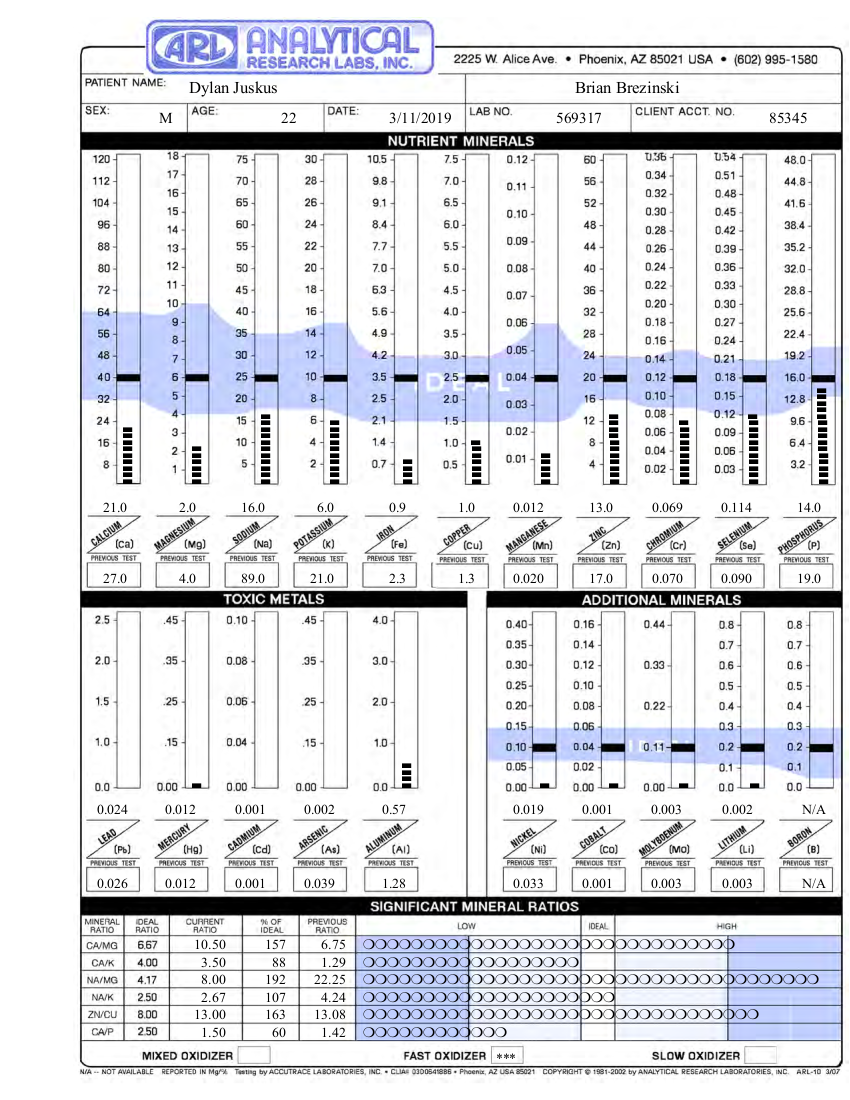 ARL ANALYTICAL
RESEARCH LABS, INC.
2225 W. Alice Ave. • Phoenix, AZ 85021 USA • (602) 995-1580
PATIENT NAME: Dylan Juskus Brian Brezinski
SEX: M AGE: 22 DATE: 3/11/2019 LAB NO. 569317 CLIENT ACCT. NO. 85345
NUTRIENT MINERALS
120 18 75 30 10.5 7.5 0.12 60 0.36 0.54 48.0
112 17 70 28 9.8 7.0 0.11 56 0.34 0.51 44.8
104 16 65 26 9.1 6.5 0.10 52 0.32 0.48 41.6
96 15 60 24 8.4 6.0 0.09 48 0.30 0.45 38.4
88 14 55 22 7.7 5.5 0.08 44 0.28 0.42 35.2
80 13 50 20 7.0 5.0 0.07 40 0.26 0.39 32.0
72 12 45 18 6.3 4.5 0.06 36 0.24 0.36 28.8
64 11 40 16 5.6 4.0 0.05 32 0.22 0.33 25.6
56 10 35 14 4.9 3.5 0.04 28 0.20 0.30 22.4
48 9 30 12 4.2 3.0 0.03 24 0.18 0.27 19.2
40 8 25 10 3.5 2.5 0.02 20 0.16 0.24 16.0
32 7 20 8 2.8 2.0 0.01 16 0.14 0.21 12.8
24 6 15 6 2.1 1.5 12 0.12 0.18 9.6
16 5 10 4 1.4 1.0 8 0.10 0.15 6.4
8 4 5 2 0.7 0.5 4 0.08 0.12 3.2
3 0.06 0.09
2 0.04 0.06
1 0.02 0.03
IDEAL
21.0 2.0 16.0 6.0 0.9 1.0 0.012 13.0 0.069 0.114 14.0
CALCIUM MAGNESIUM SODIUM POTASSIUM IRON COPPER MANGANESE ZINC CHROMIUM SELENIUM PHOSPHORUS
(Ca) (Mg) (Na) (K) (Fe) (Cu) (Mn) (Zn) (Cr) (Se) (P)
PREVIOUS TEST PREVIOUS TEST PREVIOUS TEST PREVIOUS TEST PREVIOUS TEST PREVIOUS TEST PREVIOUS TEST PREVIOUS TEST PREVIOUS TEST PREVIOUS TEST PREVIOUS TEST
27.0 4.0 89.0 21.0 2.3 1.3 0.020 17.0 0.070 0.090 19.0
TOXIC METALS
2.5 .45 0.10 .45 4.0
2.0 .35 0.08 .35 3.0
1.5 .25 0.06 .25 2.0
1.0 .15 0.04 .15 1.0
0.0 0.00 0.00 0.00 0.0
0.024 0.012 0.001 0.002 0.57
LEAD MERCURY CADMIUM ARSENIC ALUMINUM
(Pb) (Hg) (Cd) (As) (Al)
PREVIOUS TEST PREVIOUS TEST PREVIOUS TEST PREVIOUS TEST PREVIOUS TEST
0.026 0.012 0.001 0.039 1.28
ADDITIONAL MINERALS
0.40 0.16 0.44 0.8 0.8
0.35 0.14 0.33 0.7 0.7
0.30 0.12 0.22 0.6 0.6
0.25 0.10 0.11 0.5 0.5
0.20 0.08 0.00 0.4 0.4
0.15 0.06 0.3 0.3
0.10 0.04 0.2 0.2
0.05 0.02 0.1 0.1
0.00 0.00 0.0 0.0
0.019 0.001 0.003 0.002 N/A
NICKEL COBALT MOLYBDENUM LITHIUM BORON
(Ni) (Co) (Mo) (Li) (B)
PREVIOUS TEST PREVIOUS TEST PREVIOUS TEST PREVIOUS TEST PREVIOUS TEST
0.033 0.001 0.003 0.003 N/A
SIGNIFICANT MINERAL RATIOS
MINERAL RATIO IDEAL RATIO CURRENT RATIO % OF IDEAL PREVIOUS RATIO LOW IDEAL HIGH
CA/MG 6.67 10.50 157 6.75
CA/K 4.00 3.50 88 1.29
NA/MG 4.17 8.00 192 22.25
NA/K 2.50 2.67 107 4.24
ZN/CU 8.00 13.00 163 13.08
CA/P 2.50 1.50 60 1.42
MIXED OXIDIZER FAST OXIDIZER *** SLOW OXIDIZER
N/A -- NOT AVAILABLE REPORTED IN Mg% Testing by ACCUTRACE LABORATORIES, INC. • CLIA# 03D0641886 • Phoenix, AZ USA 85021 COPYRIGHT © 1981-2002 by ANALYTICAL RESEARCH LABORATORIES, INC. ARL-10 3/07